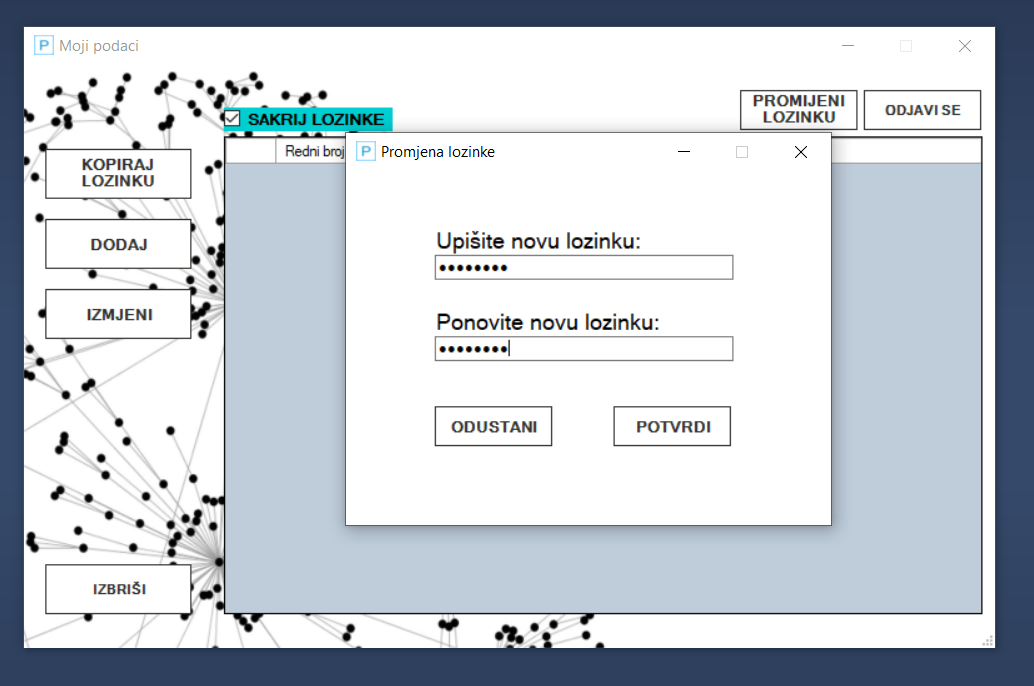 P Moji podaci
SAKRIJ LOZINKE
PROMIJENI
LOZINKU
ODJAVI SE
KOPIRAJ
LOZINKU
DODAJ
IZMJENI
IZBRIŠI
Redni broj
P Promjena lozinke
Upišite novu lozinku:
••••••••
Ponovite novu lozinku:
••••••••
ODUSTANI
POTVRDI